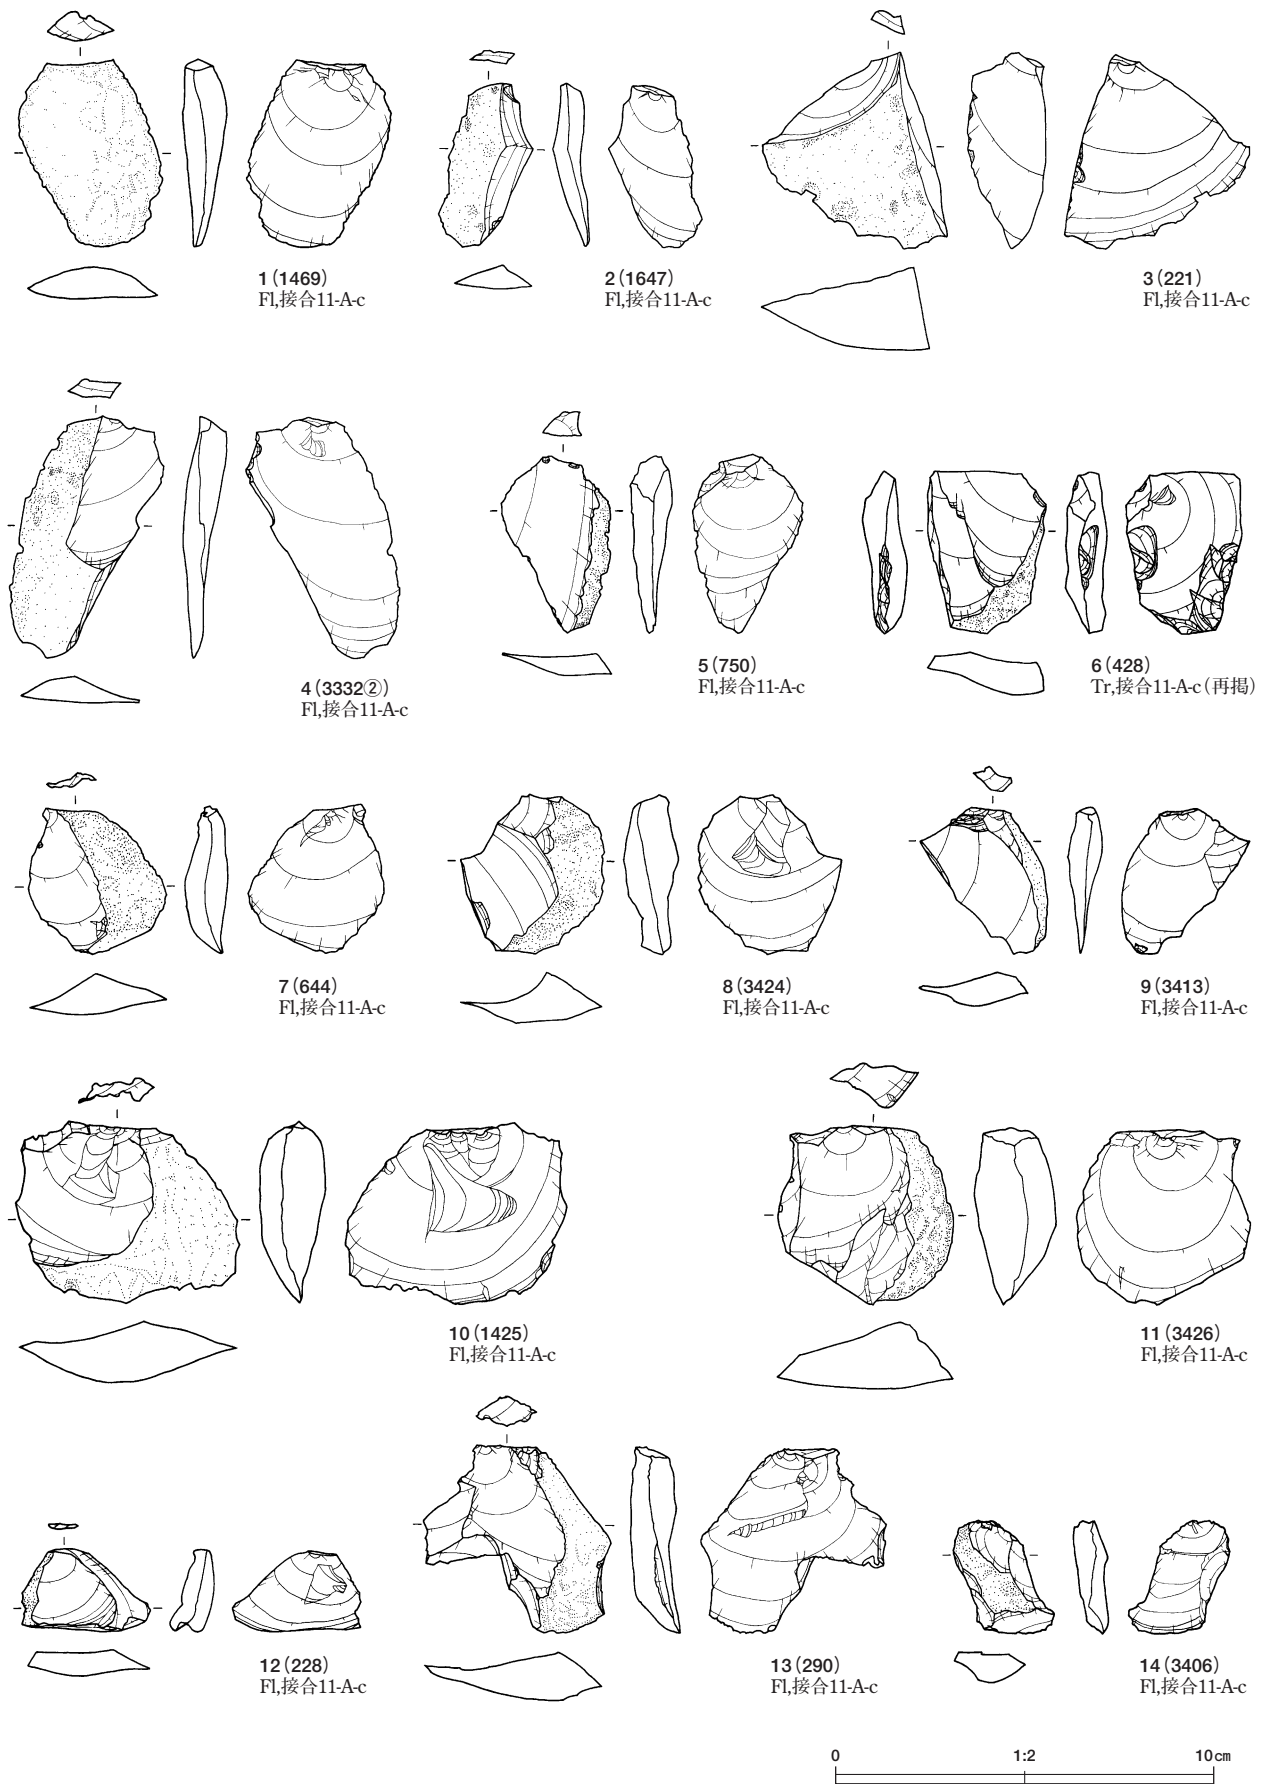 1（1469）
Fl,接合11-A-c
2（1647）
Fl,接合11-A-c
3（221）
Fl,接合11-A-c
4（3332②）
Fl,接合11-A-c
5（750）
Fl,接合11-A-c
6（428）
Tr,接合11-A-c（再掲）
7（644）
Fl,接合11-A-c
8（3424）
Fl,接合11-A-c
9（3413）
Fl,接合11-A-c
10（1425）
Fl,接合11-A-c
11（3426）
Fl,接合11-A-c
12（228）
Fl,接合11-A-c
13（290）
Fl,接合11-A-c
14（3406）
Fl,接合11-A-c
0 1:2 10cm